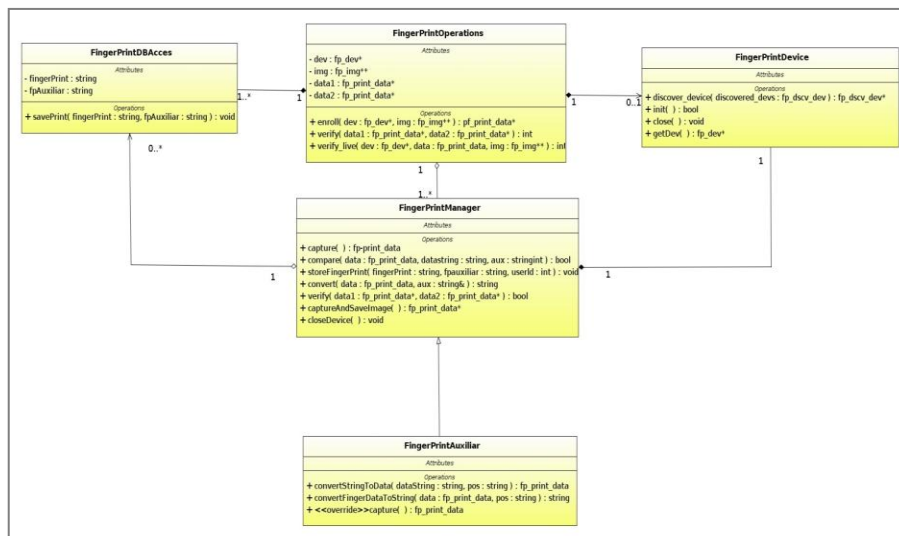 FingerPrintDBAcces
Attributes
- fingerPrint : string
- fpAuxiliar : string
Operations
+ savePrint( fingerPrint : string, fpAuxiliar : string ) : void
FingerPrintOperations
Attributes
- dev : fp_dev*
- img : fp_img**
- data1 : fp_print_data*
- data2 : fp_print_data*
Operations
+ enroll( dev : fp_dev*, img : fp_img** ) : pf_print_data*
+ verify( data1 : fp_print_data*, data2 : fp_print_data* ) : int
+ verify_live( dev : fp_dev*, data : fp_print_data, img : fp_img** ) : int
FingerPrintDevice
Attributes
Operations
+ discover_device( discovered_devs : fp_dscv_dev ) : fp_dscv_dev*
+ init( ) : bool
+ close( ) : void
+ getDev( ) : fp_dev*
1..*
1
1
0..1
0..*
1
1
1..*
FingerPrintManager
Attributes
Operations
+ capture( ) : fp-print_data
+ compare( data : fp_print_data, datastring : string, aux : stringint ) : bool
+ storeFingerPrint( fingerPrint : string, fpauxiliar : string, userId : int ) : void
+ convert( data : fp_print_data, aux : string& ) : string
+ verify( data1 : fp_print_data*, data2 : fp_print_data* ) : bool
+ captureAndSaveImage( ) : fp_print_data*
+ closeDevice( ) : void
1
1
FingerPrintAuxiliar
Attributes
Operations
+ convertStringToData( dataString : string, pos : string ) : fp_print_data
+ convertFingerDataToString( data : fp_print_data, pos : string ) : string
+ <<override>>capture( ) : fp_print_data